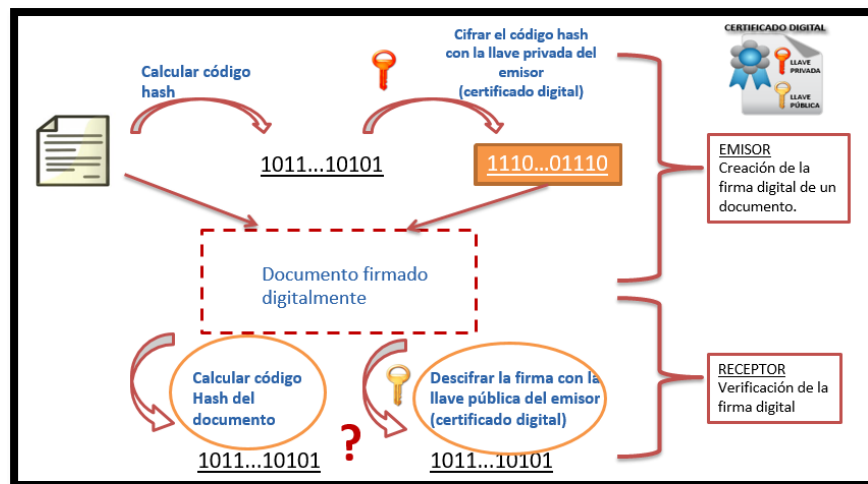 CERTIFICADO DIGITAL
LLAVE
PRIVADA
LLAVE
PÚBLICA
Calcular código
hash
Cifrar el código hash
con la llave privada del
emisor
(certificado digital)
1011...10101
1110...01110
EMISOR
Creación de la
firma digital de un
documento.
Documento firmado
digitalmente
Calcular código
Hash del
documento
Descifrar la firma con la
llave pública del emisor
(certificado digital)
RECEPTOR
Verificación de la
firma digital
1011...10101
?
1011...10101